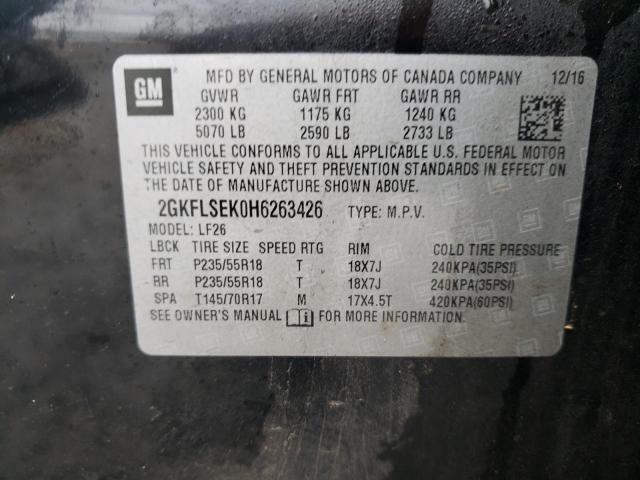 GM
MFD BY GENERAL MOTORS OF CANADA COMPANY 12/16
GVWR GAWR FRT GAWR RR
2300 KG 1175 KG 1240 KG
5070 LB 2590 LB 2733 LB
THIS VEHICLE CONFORMS TO ALL APPLICABLE U.S. FEDERAL MOTOR
VEHICLE SAFETY AND THEFT PREVENTION STANDARDS IN EFFECT ON
THE DATE OF MANUFACTURE SHOWN ABOVE.
2GKFLSEK0H6263426 TYPE: M.P.V.
MODEL: LF26
LBCK TIRE SIZE SPEED RTG RIM COLD TIRE PRESSURE
FRT P235/55R18 T 18X7J 240KPA(35PSI)
RR P235/55R18 T 18X7J 240KPA(35PSI)
SPA T145/70R17 M 17X4.5T 420KPA(60PSI)
SEE OWNER'S MANUAL FOR MORE INFORMATION.